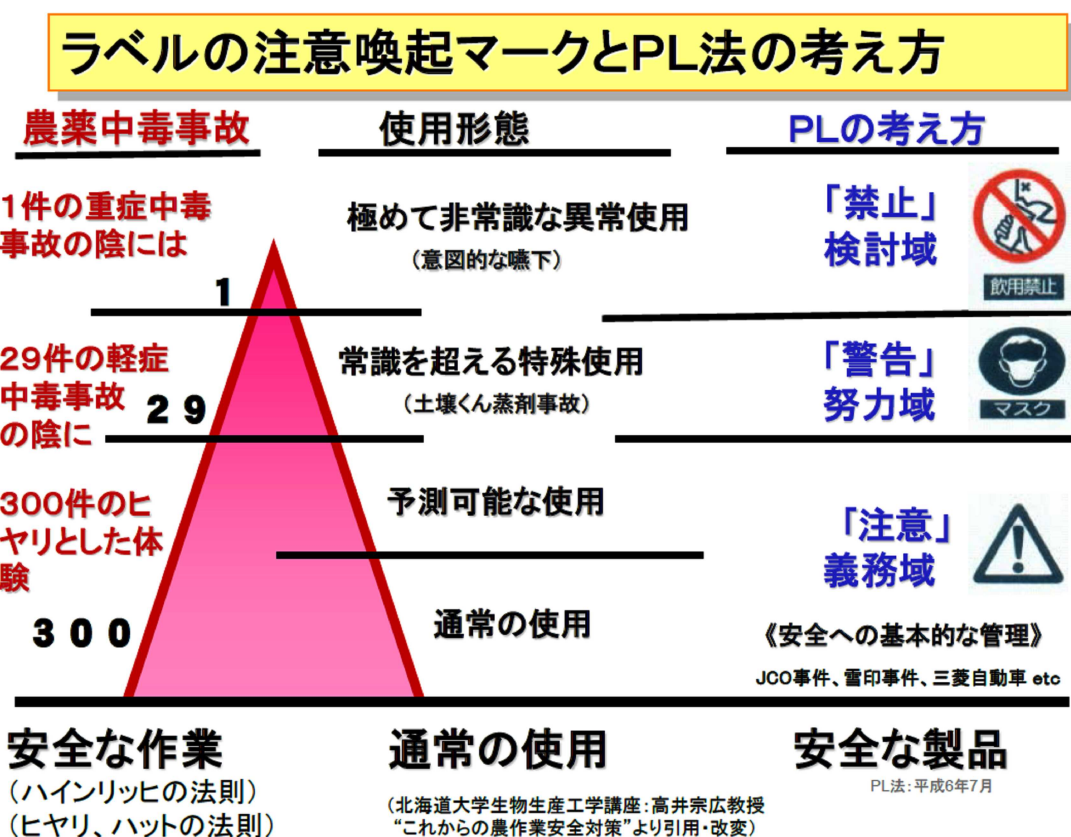 ラベルの注意喚起マークとPL法の考え方
農薬中毒事故
使用形態
PLの考え方
1件の重症中毒
事故の陰には
1
極めて非常識な異常使用
（意図的な嚥下）
「禁止」
検討域
飲用禁止
29件の軽症
中毒事故
の陰に
29
常識を超える特殊使用
（土壌くん蒸剤事故）
「警告」
努力域
マスク
300件のヒ
ヤリとした体
験
300
予測可能な使用
通常の使用
「注意」
義務域
《安全への基本的な管理》
JCO事件、雪印事件、三菱自動車 etc
安全な作業
（ハインリッヒの法則）
（ヒヤリ、ハットの法則）
通常の使用
（北海道大学生物生産工学講座：高井宗広教授
“これからの農作業安全対策”より引用・改変）
安全な製品
PL法：平成6年7月